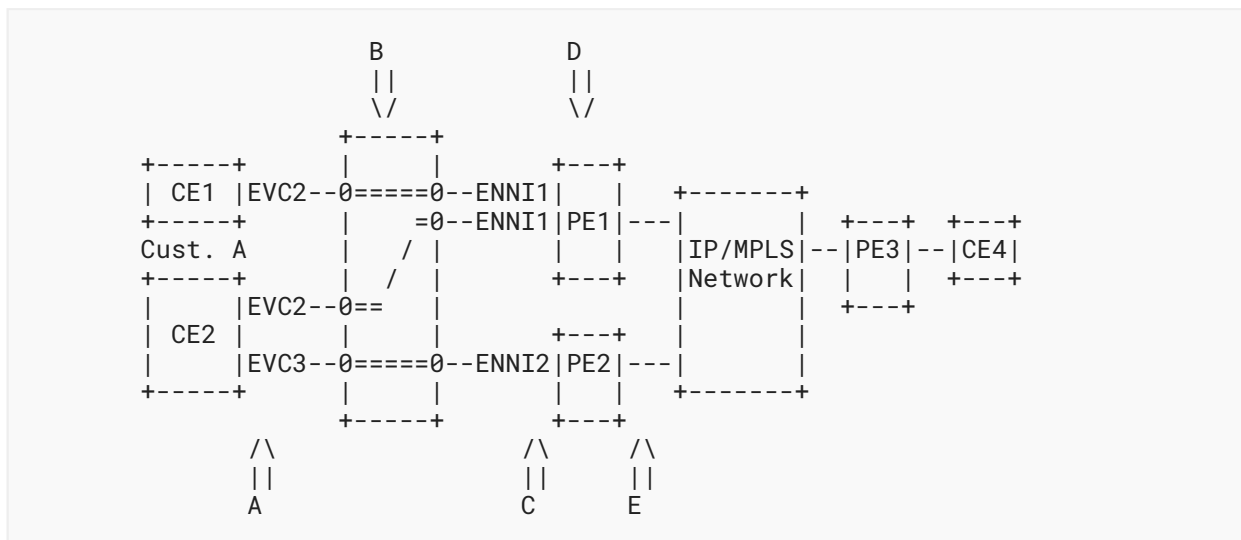 B              D
                   ||             ||
                   \/             \/
                 +-----+
   +-----+       |     |       +---+
   | CE1 |EVC2--0=====0--ENNI1|   |   +-------+
   +-----+       |    =0--ENNI1|PE1|---|       |  +---+  +---+
   Cust. A       |   / |       |   |   |IP/MPLS|--|PE3|--|CE4|
   +-----+       |  /  |       +---+   |Network|  |   |  +---+
   |     |EVC2--0==   |               |       |  +---+
   | CE2 |       |     |       +---+   |       |
   |     |EVC3--0=====0--ENNI2|PE2|---|       |
   +-----+       |     |       |   |   +-------+
                 +-----+       +---+
          /\                 /\     /\
          ||                 ||     ||
          A                  C      E